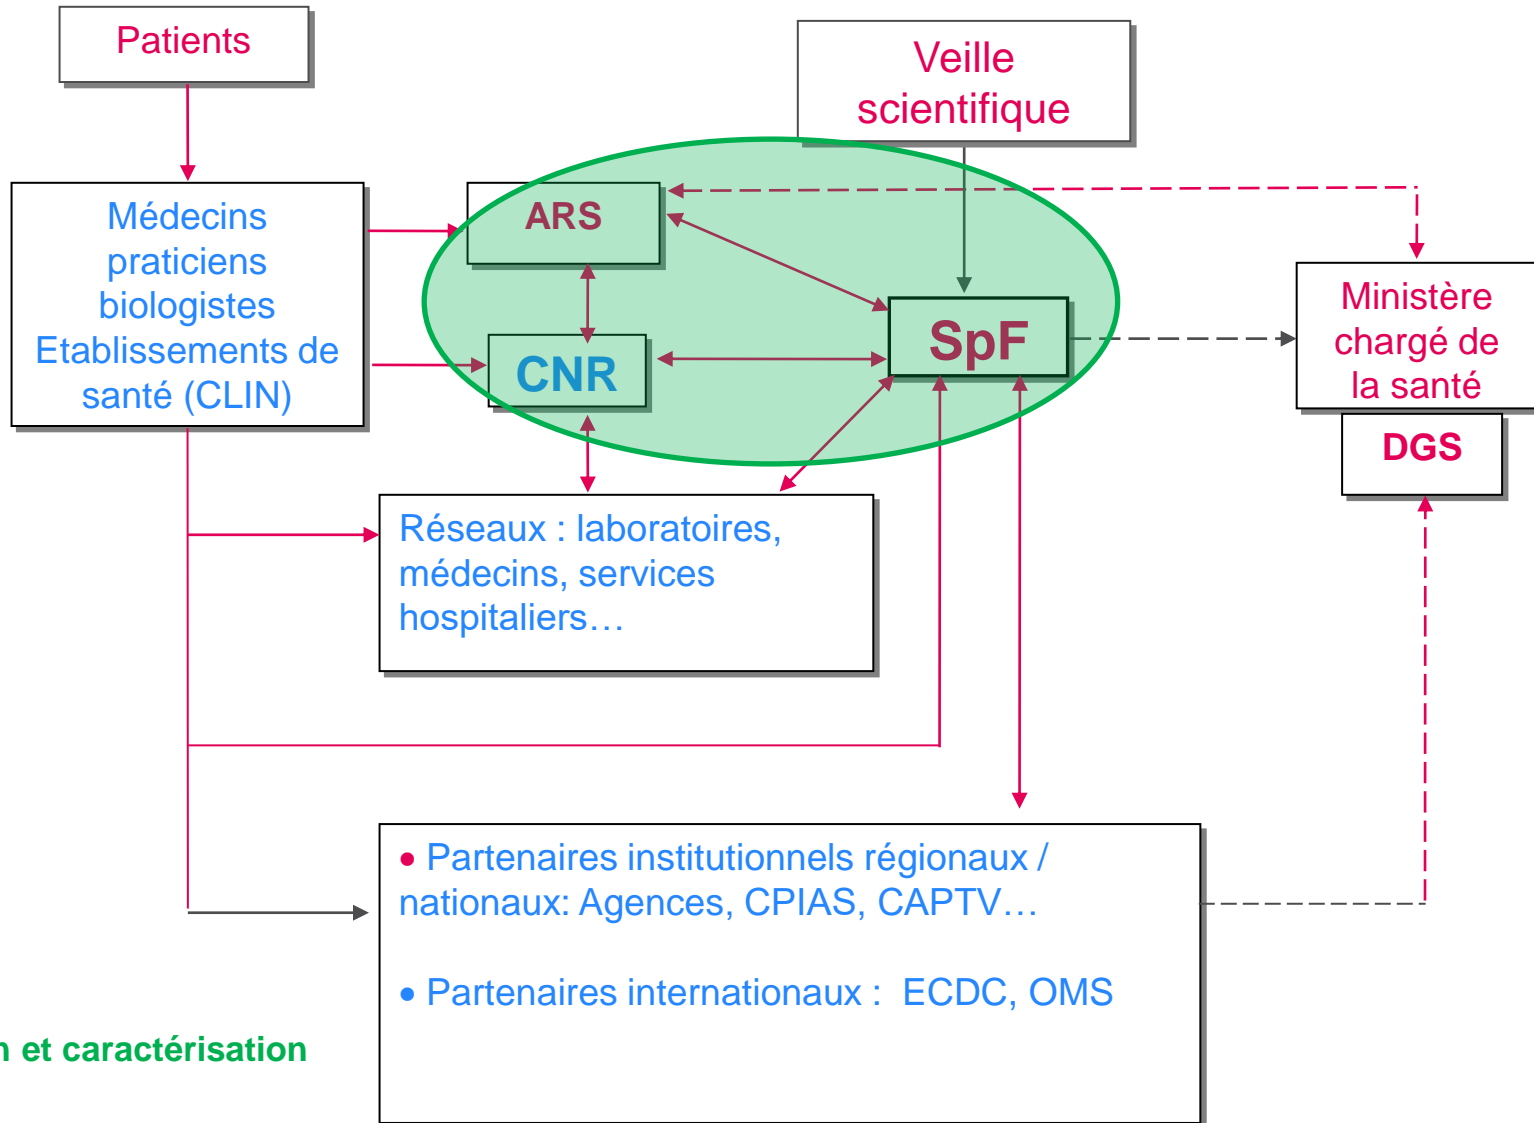 Patients
Veille
scientifique
Médecins
praticiens
biologistes
Etablissements de
santé (CLIN)
ARS
CNR
SpF
Ministère
chargé de
la santé
DGS
Réseaux : laboratoires,
médecins, services
hospitaliers…
• Partenaires institutionnels régionaux /
nationaux: Agences, CPIAS, CAPTV…
• Partenaires internationaux :  ECDC, OMS
n et caractérisation